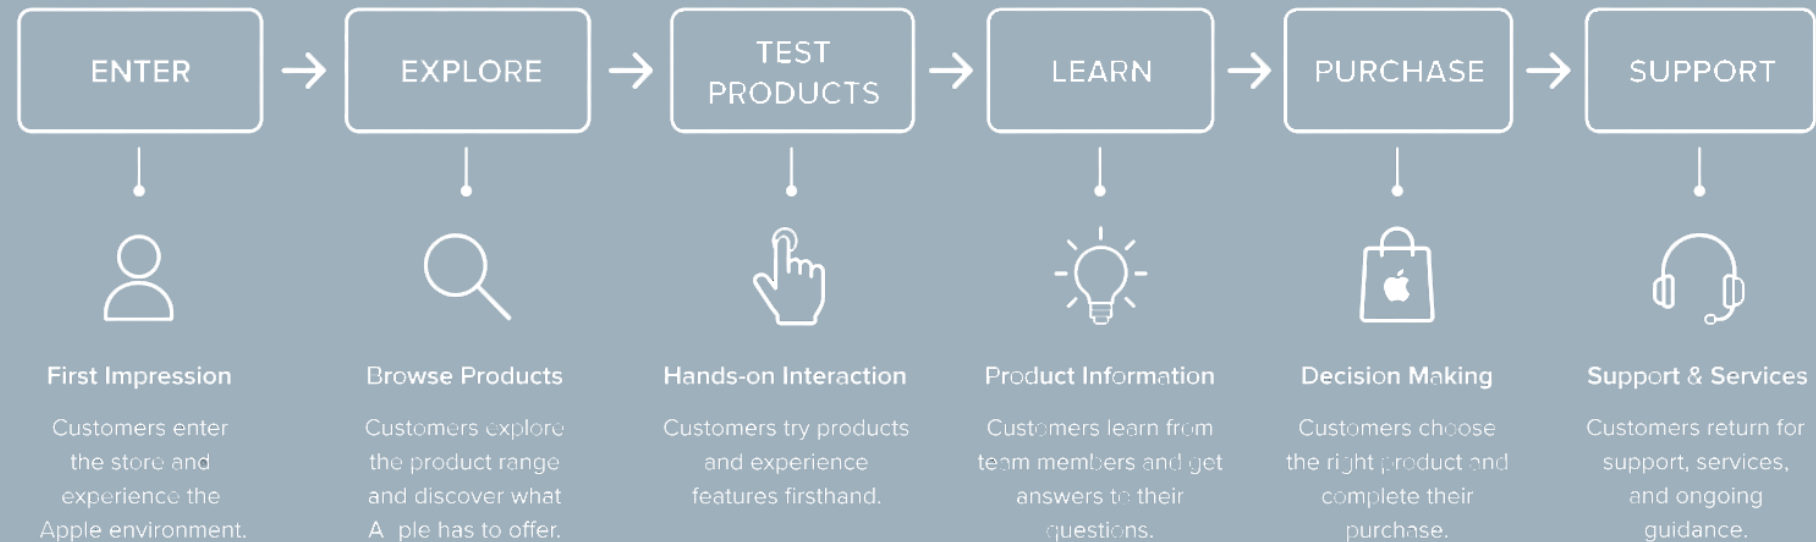 ENTER
EXPLORE
TEST
PRODUCTS
LEARN
PURCHASE
SUPPORT
First Impression
Customers enter
the store and
experience the
Apple environment.
Browse Products
Customers explore
the product range
and discover what
A ple has to offer.
Hands-on Interaction
Customers try products
and experience
features firsthand.
Product Information
Customers learn from
team members and get
answers to their
questions.
Decision Making
Customers choose
the right product and
complete their
purchase.
Support & Services
Customers return for
support, services,
and ongoing
guidance.